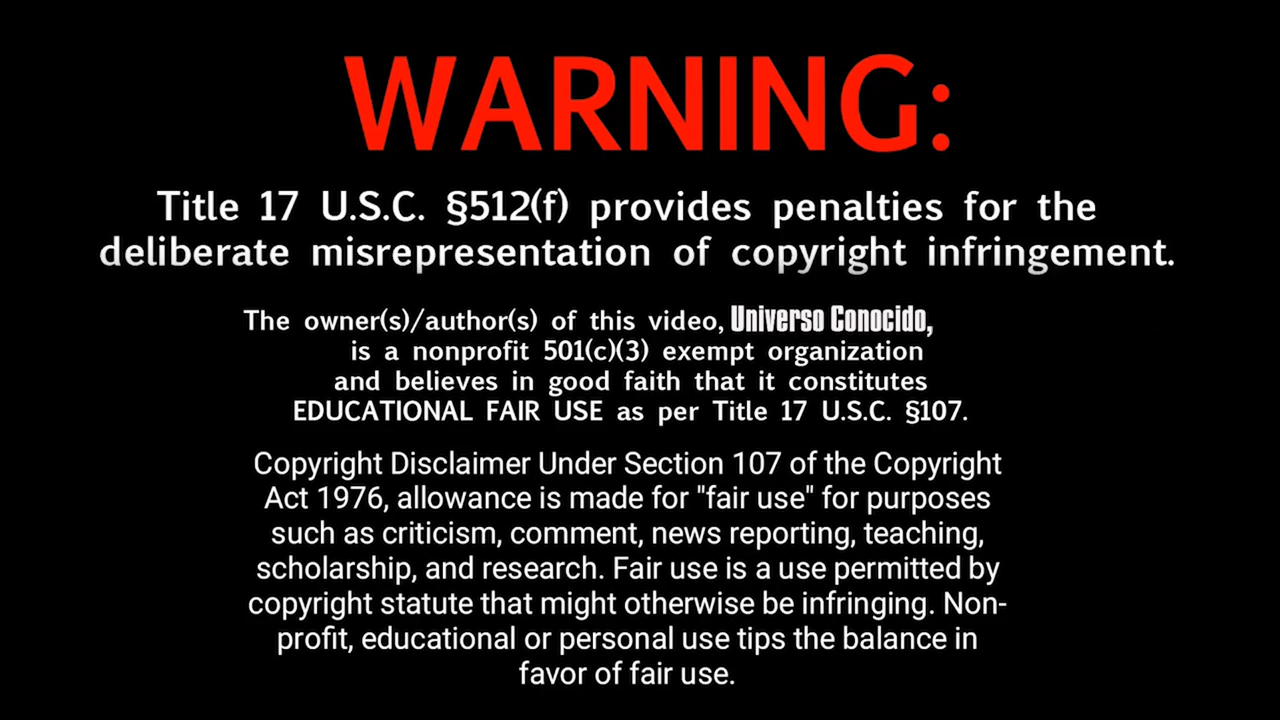 WARNING:
Title 17 U.S.C. §512(f) provides penalties for the
deliberate misrepresentation of copyright infringement.
The owner(s)/author(s) of this video, Universo Conocido,
is a nonprofit 501(c)(3) exempt organization
and believes in good faith that it constitutes
EDUCATIONAL FAIR USE as per Title 17 U.S.C. §107.
Copyright Disclaimer Under Section 107 of the Copyright
Act 1976, allowance is made for "fair use" for purposes
such as criticism, comment, news reporting, teaching,
scholarship, and research. Fair use is a use permitted by
copyright statute that might otherwise be infringing. Non-
profit, educational or personal use tips the balance in
favor of fair use.